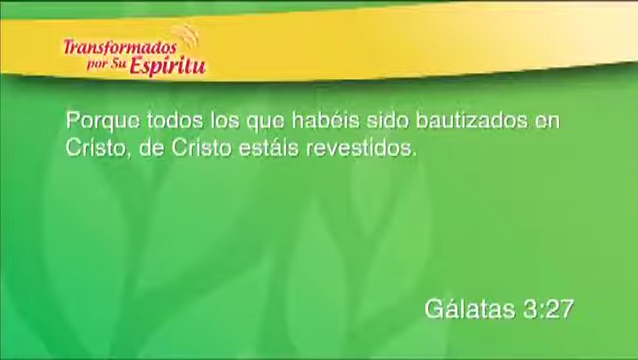 Transformados
por Su Espíritu
Porque todos los que habéis sido bautizados en
Cristo, de Cristo estáis revestidos.
Gálatas 3:27